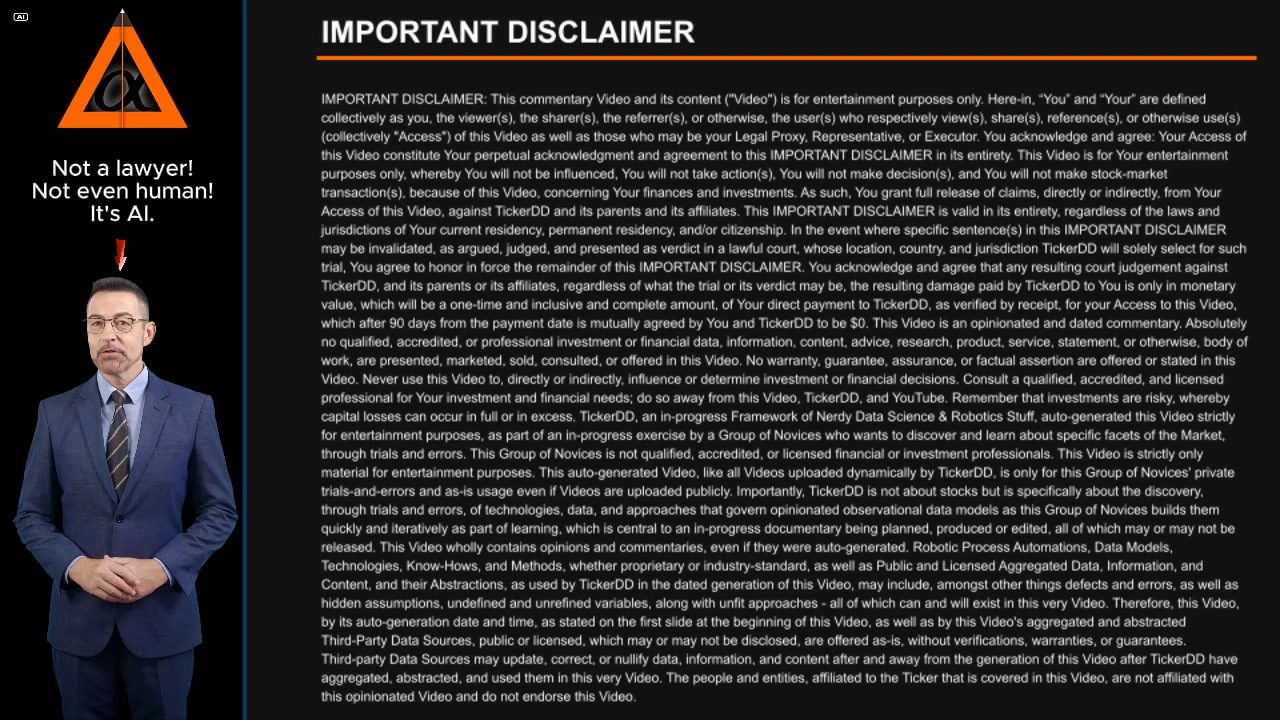 AI
α
Not a lawyer!
Not even human!
It's AI.
IMPORTANT DISCLAIMER
IMPORTANT DISCLAIMER: This commentary Video and its content ("Video") is for entertainment purposes only. Here-in, “You” and “Your” are defined
collectively as you, the viewer(s), the sharer(s), the referrer(s), or otherwise, the user(s) who respectively view(s), share(s), reference(s), or otherwise use(s)
(collectively "Access") of this Video as well as those who may be your Legal Proxy, Representative, or Executor. You acknowledge and agree: Your Access of
this Video constitute Your perpetual acknowledgment and agreement to this IMPORTANT DISCLAIMER in its entirety. This Video is for Your entertainment
purposes only, whereby You will not be influenced, You will not take action(s), You will not make decision(s), and You will not make stock-market
transaction(s), because of this Video, concerning Your finances and investments. As such, You grant full release of claims, directly or indirectly, from Your
Access of this Video, against TickerDD and its parents and its affiliates. This IMPORTANT DISCLAIMER is valid in its entirety, regardless of the laws and
jurisdictions of Your current residency, permanent residency, and/or citizenship. In the event where specific sentence(s) in this IMPORTANT DISCLAIMER
may be invalidated, as argued, judged, and presented as verdict in a lawful court, whose location, country, and jurisdiction TickerDD will solely select for such
trial, You agree to honor in force the remainder of this IMPORTANT DISCLAIMER. You acknowledge and agree that any resulting court judgement against
TickerDD, and its parents or its affiliates, regardless of what the trial or its verdict may be, the resulting damage paid by TickerDD to You is only in monetary
value, which will be a one-time and inclusive and complete amount, of Your direct payment to TickerDD, as verified by receipt, for your Access to this Video,
which after 90 days from the payment date is mutually agreed by You and TickerDD to be $0. This Video is an opinionated and dated commentary. Absolutely
no qualified, accredited, or professional investment or financial data, information, content, advice, research, product, service, statement, or otherwise, body of
work, are presented, marketed, sold, consulted, or offered in this Video. No warranty, guarantee, assurance, or factual assertion are offered or stated in this
Video. Never use this Video to, directly or indirectly, influence or determine investment or financial decisions. Consult a qualified, accredited, and licensed
professional for Your investment and financial needs; do so away from this Video, TickerDD, and YouTube. Remember that investments are risky, whereby
capital losses can occur in full or in excess. TickerDD, an in-progress Framework of Nerdy Data Science & Robotics Stuff, auto-generated this Video strictly
for entertainment purposes, as part of an in-progress exercise by a Group of Novices who wants to discover and learn about specific facets of the Market,
through trials and errors. This Group of Novices is not qualified, accredited, or licensed financial or investment professionals. This Video is strictly only
material for entertainment purposes. This auto-generated Video, like all Videos uploaded dynamically by TickerDD, is only for this Group of Novices' private
trials-and-errors and as-is usage even if Videos are uploaded publicly. Importantly, TickerDD is not about stocks but is specifically about the discovery,
through trials and errors, of technologies, data, and approaches that govern opinionated observational data models as this Group of Novices builds them
quickly and iteratively as part of learning, which is central to an in-progress documentary being planned, produced or edited, all of which may or may not be
released. This Video wholly contains opinions and commentaries, even if they were auto-generated. Robotic Process Automations, Data Models,
Technologies, Know-Hows, and Methods, whether proprietary or industry-standard, as well as Public and Licensed Aggregated Data, Information, and
Content, and their Abstractions, as used by TickerDD in the dated generation of this Video, may include, amongst other things defects and errors, as well as
hidden assumptions, undefined and unrefined variables, along with unfit approaches - all of which can and will exist in this very Video. Therefore, this Video,
by its auto-generation date and time, as stated on the first slide at the beginning of this Video, as well as by this Video's aggregated and abstracted
Third-Party Data Sources, public or licensed, which may or may not be disclosed, are offered as-is, without verifications, warranties, or guarantees.
Third-party Data Sources may update, correct, or nullify data, information, and content after and away from the generation of this Video after TickerDD have
aggregated, abstracted, and used them in this very Video. The people and entities, affiliated to the Ticker that is covered in this Video, are not affiliated with
this opinionated Video and do not endorse this Video.